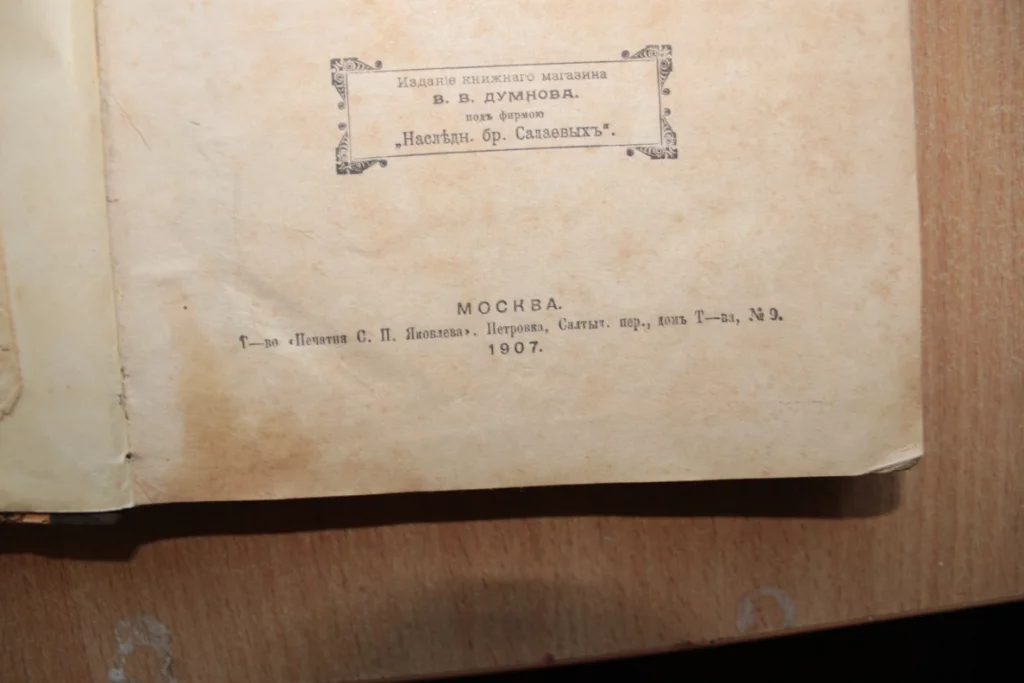 Изданіе книжнаго магазина
В. В. ДУМНОВА.
подъ фирмою
„Наслѣдн. бр. Салаевыхъ".
МОСКВА.
Т—во «Печатня С. П. Яковлева». Петровка, Салтык. пер., домъ Т—ва, № 9.
1907.